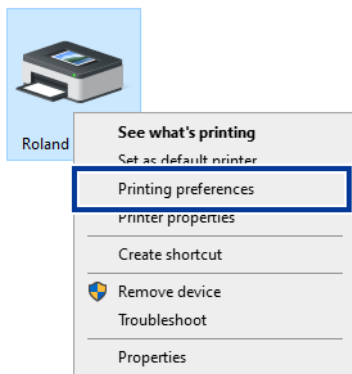 Roland
See what's printing
Set as default printer
Printing preferences
Printer properties
Create shortcut
Remove device
Troubleshoot
Properties